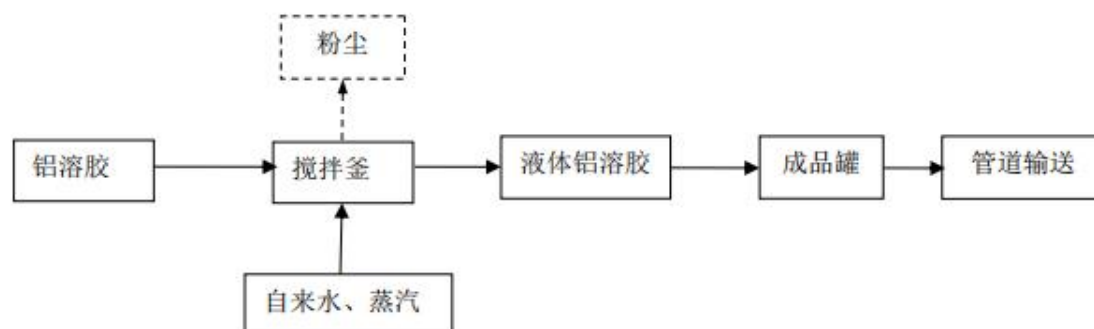 粉尘
铝溶胶
搅拌釜
液体铝溶胶
成品罐
管道输送
自来水、蒸汽